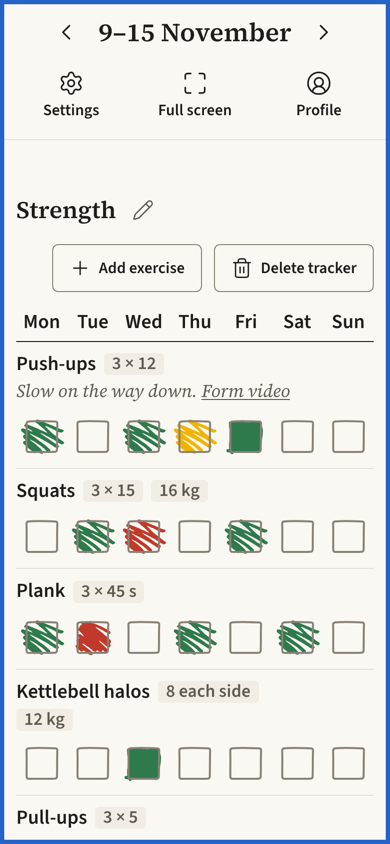 9–15 November
Settings Full screen Profile
Strength
Add exercise Delete tracker
Mon Tue Wed Thu Fri Sat Sun
Push-ups 3 × 12
Slow on the way down. Form video
Squats 3 × 15 16 kg
Plank 3 × 45 s
Kettlebell halos 8 each side
12 kg
Pull-ups 3 × 5